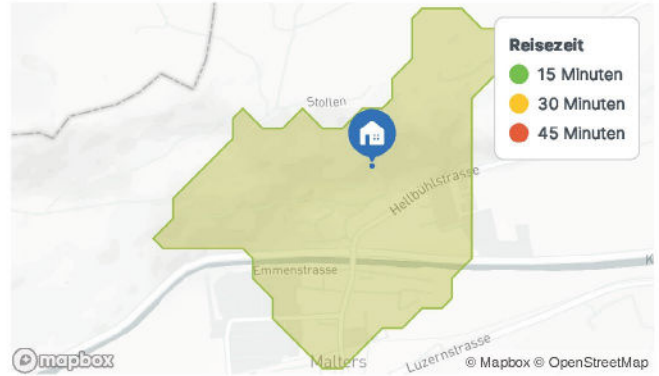 Reisezeit
15 Minuten
30 Minuten
45 Minuten
Stollen
Hellbühlstrasse
Emmenstrasse
K
Malters
Luzernstrasse
mapbox
© Mapbox © OpenStreetMap